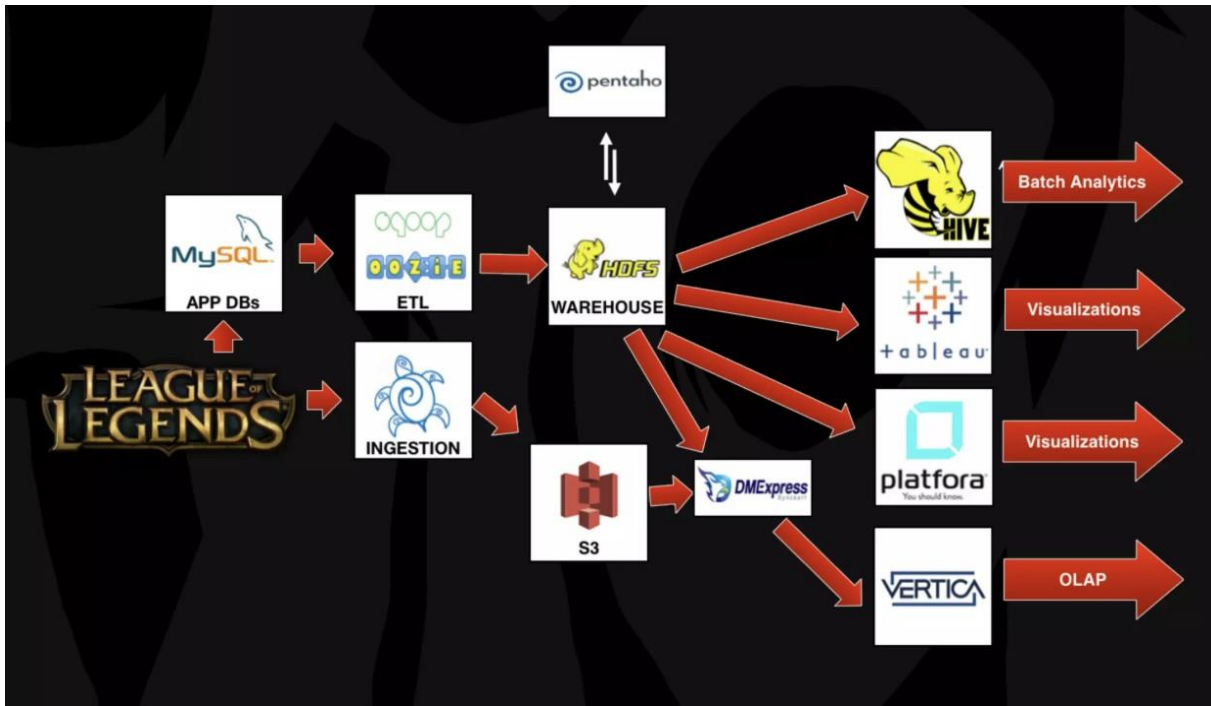 pentaho
HIVE
Batch Analytics
MySQL
APP DBs
sqoop
OOZIE
ETL
HDFS
WAREHOUSE
tableau
Visualizations
LEAGUE OF
LEGENDS
INGESTION
platfora
You should know.
Visualizations
S3
DMExpress
VERTICA
OLAP